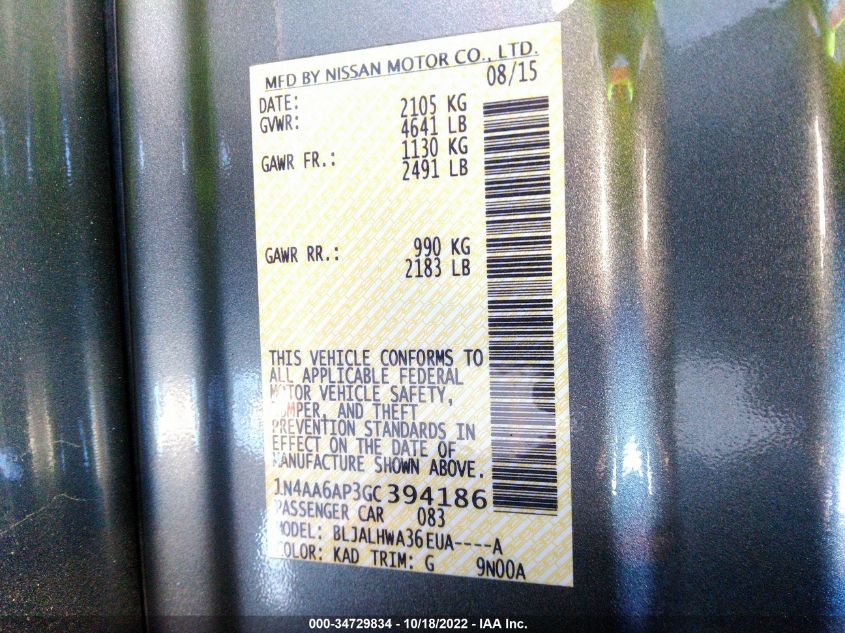 MFD BY NISSAN MOTOR CO., LTD.
DATE: 08/15
GVWR: 2105 KG
4641 LB
GAWR FR.: 1130 KG
2491 LB
GAWR RR.: 990 KG
2183 LB
THIS VEHICLE CONFORMS TO
ALL APPLICABLE FEDERAL
MOTOR VEHICLE SAFETY,
BUMPER, AND THEFT
PREVENTION STANDARDS IN
EFFECT ON THE DATE OF
MANUFACTURE SHOWN ABOVE.
1N4AA6AP3GC394186
PASSENGER CAR 083
MODEL: BLJALHWA36EUA----A
COLOR: KAD TRIM: G 9N00A
000-34729834 - 10/18/2022 - IAA Inc.